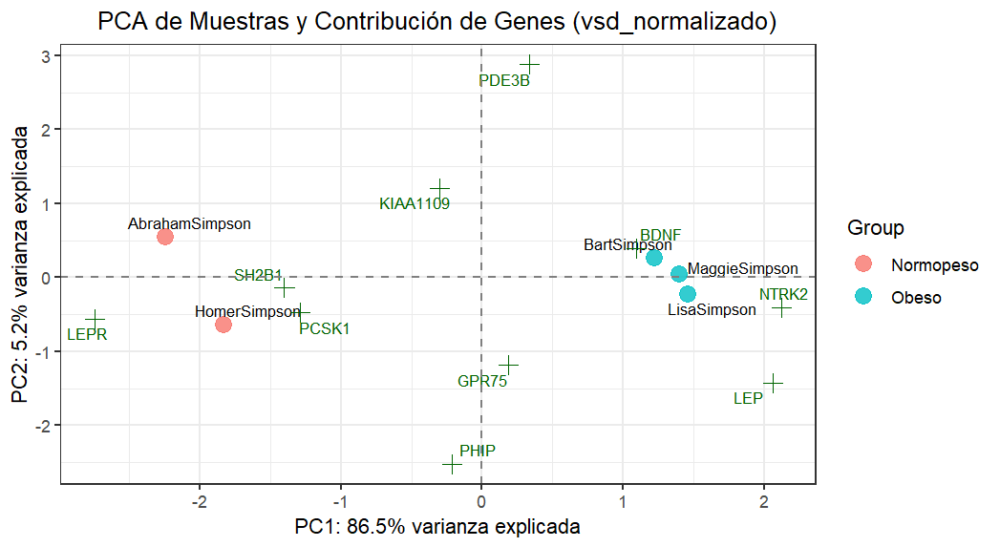 PCA de Muestras y Contribución de Genes (vsd_normalizado)
3
2
1
0
-1
-2
PC2: 5.2% varianza explicada
PDE3B
KIAA1109
AbrahamSimpson
BDNF
BartSimpson
SH2B1
MaggieSimpson
NTRK2
HomerSimpson
LisaSimpson
PCSK1
LEPR
GPR75
LEP
PHIP
-2
-1
0
1
2
PC1: 86.5% varianza explicada
Group
Normopeso
Obeso